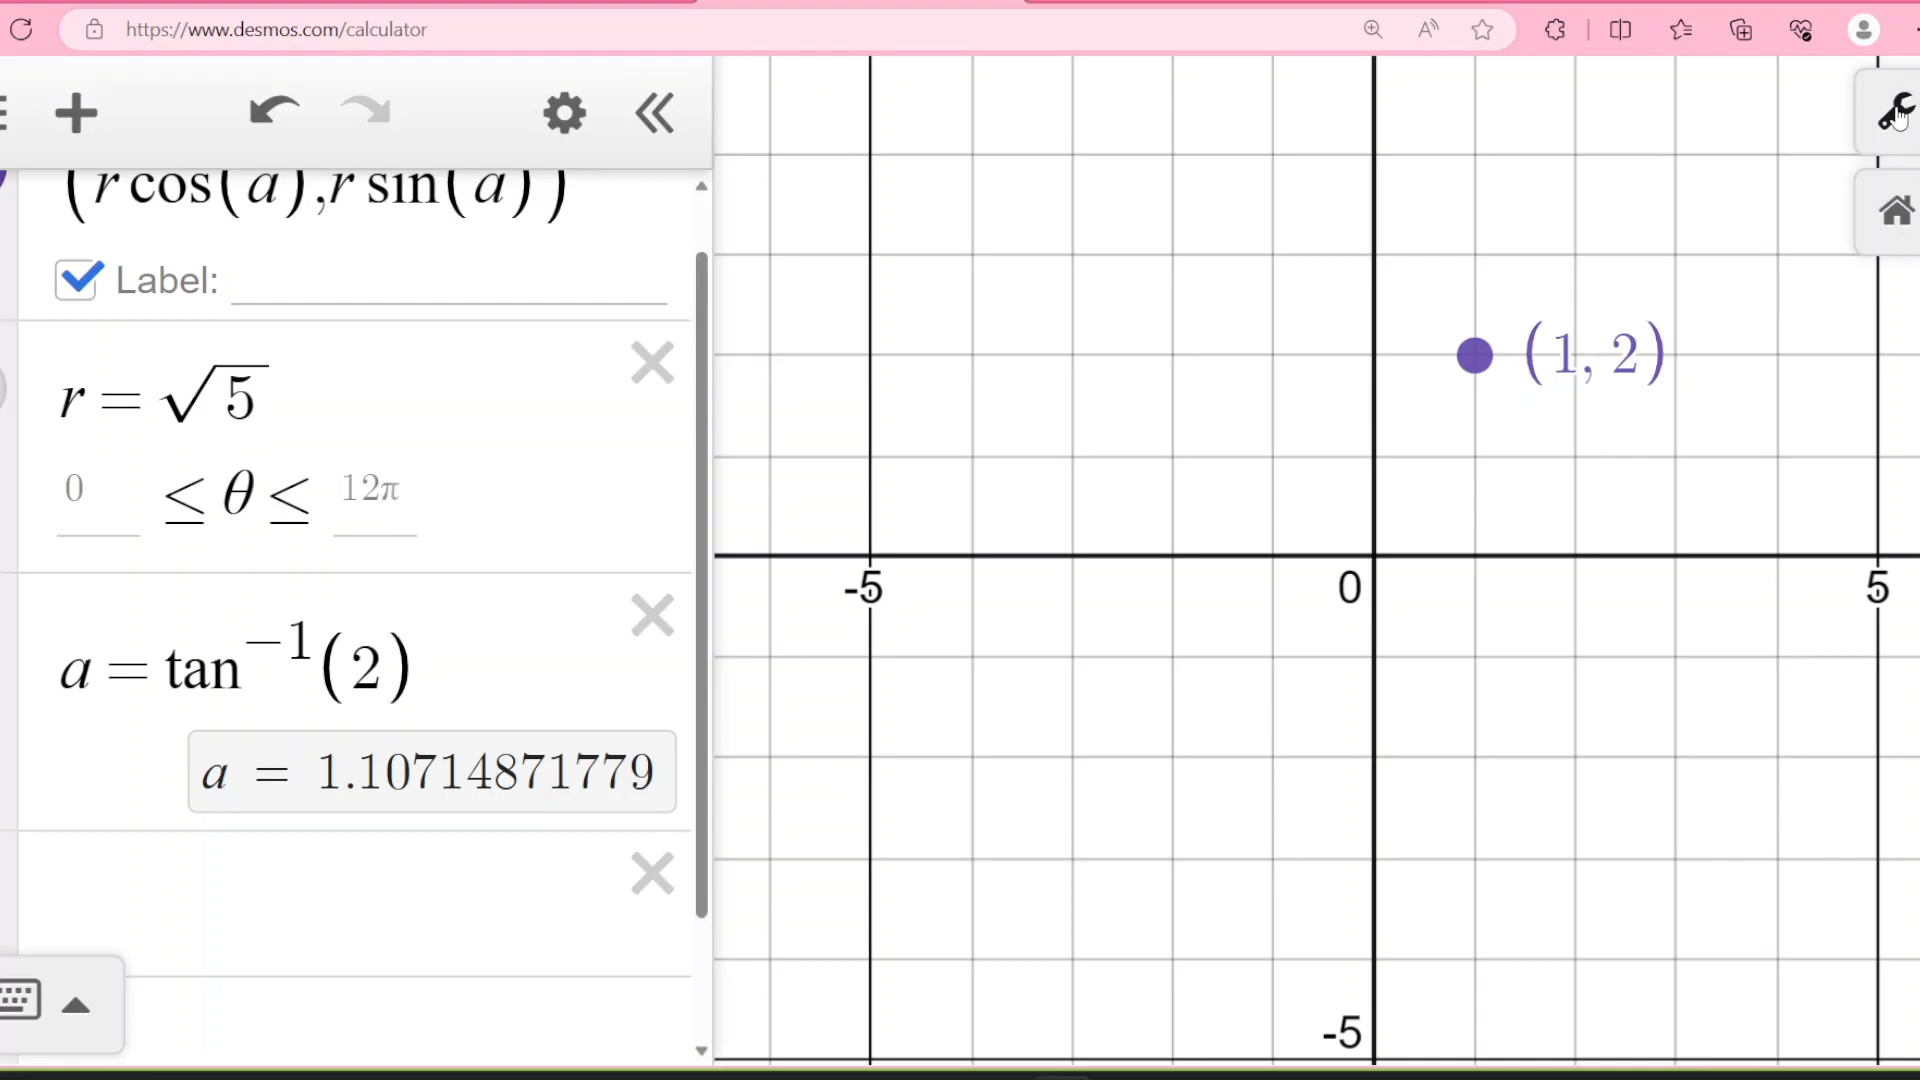 https://www.desmos.com/calculator
(r cos(a), r sin(a))
Label:
r = √5
0 ≤ θ ≤ 12π
a = tan⁻¹(2)
a = 1.10714871779
(1, 2)
-5 0 5
-5